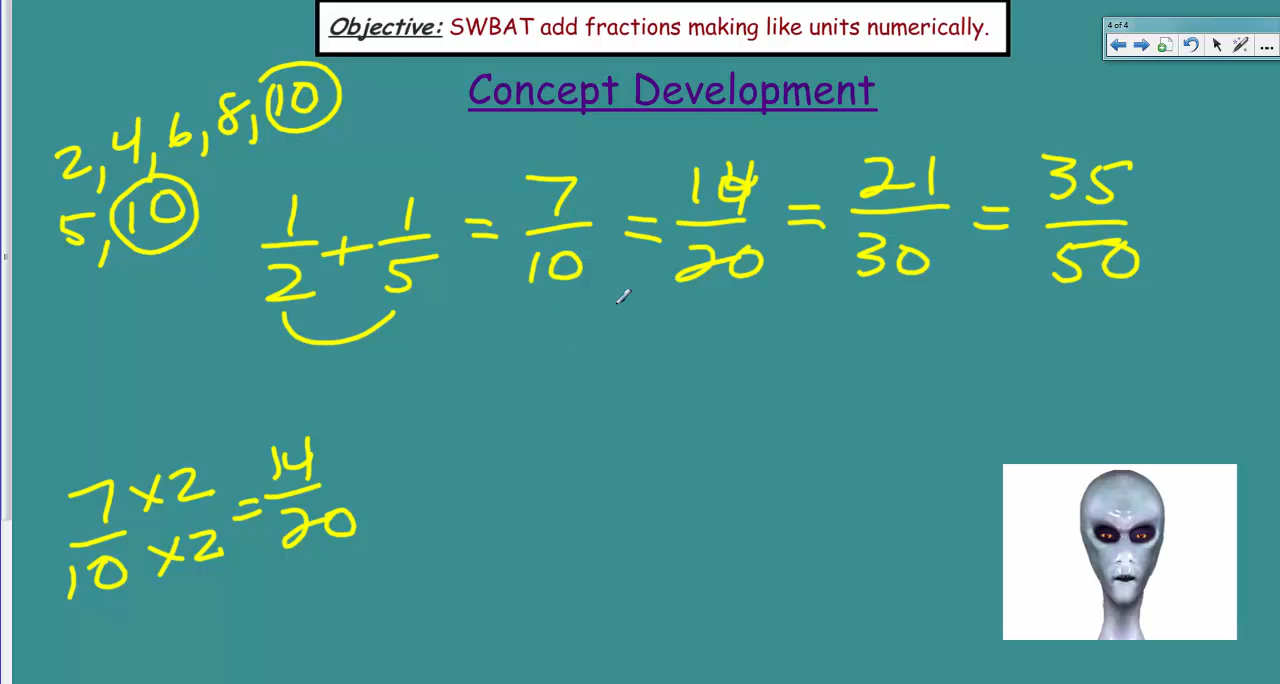 Objective: SWBAT add fractions making like units numerically.
4 of 4
Concept Development
2, 4, 6, 8, 10
5, 10
1/2 + 1/5 = 7/10 = 14/20 = 21/30 = 35/50
7/10 ×2/×2 = 14/20